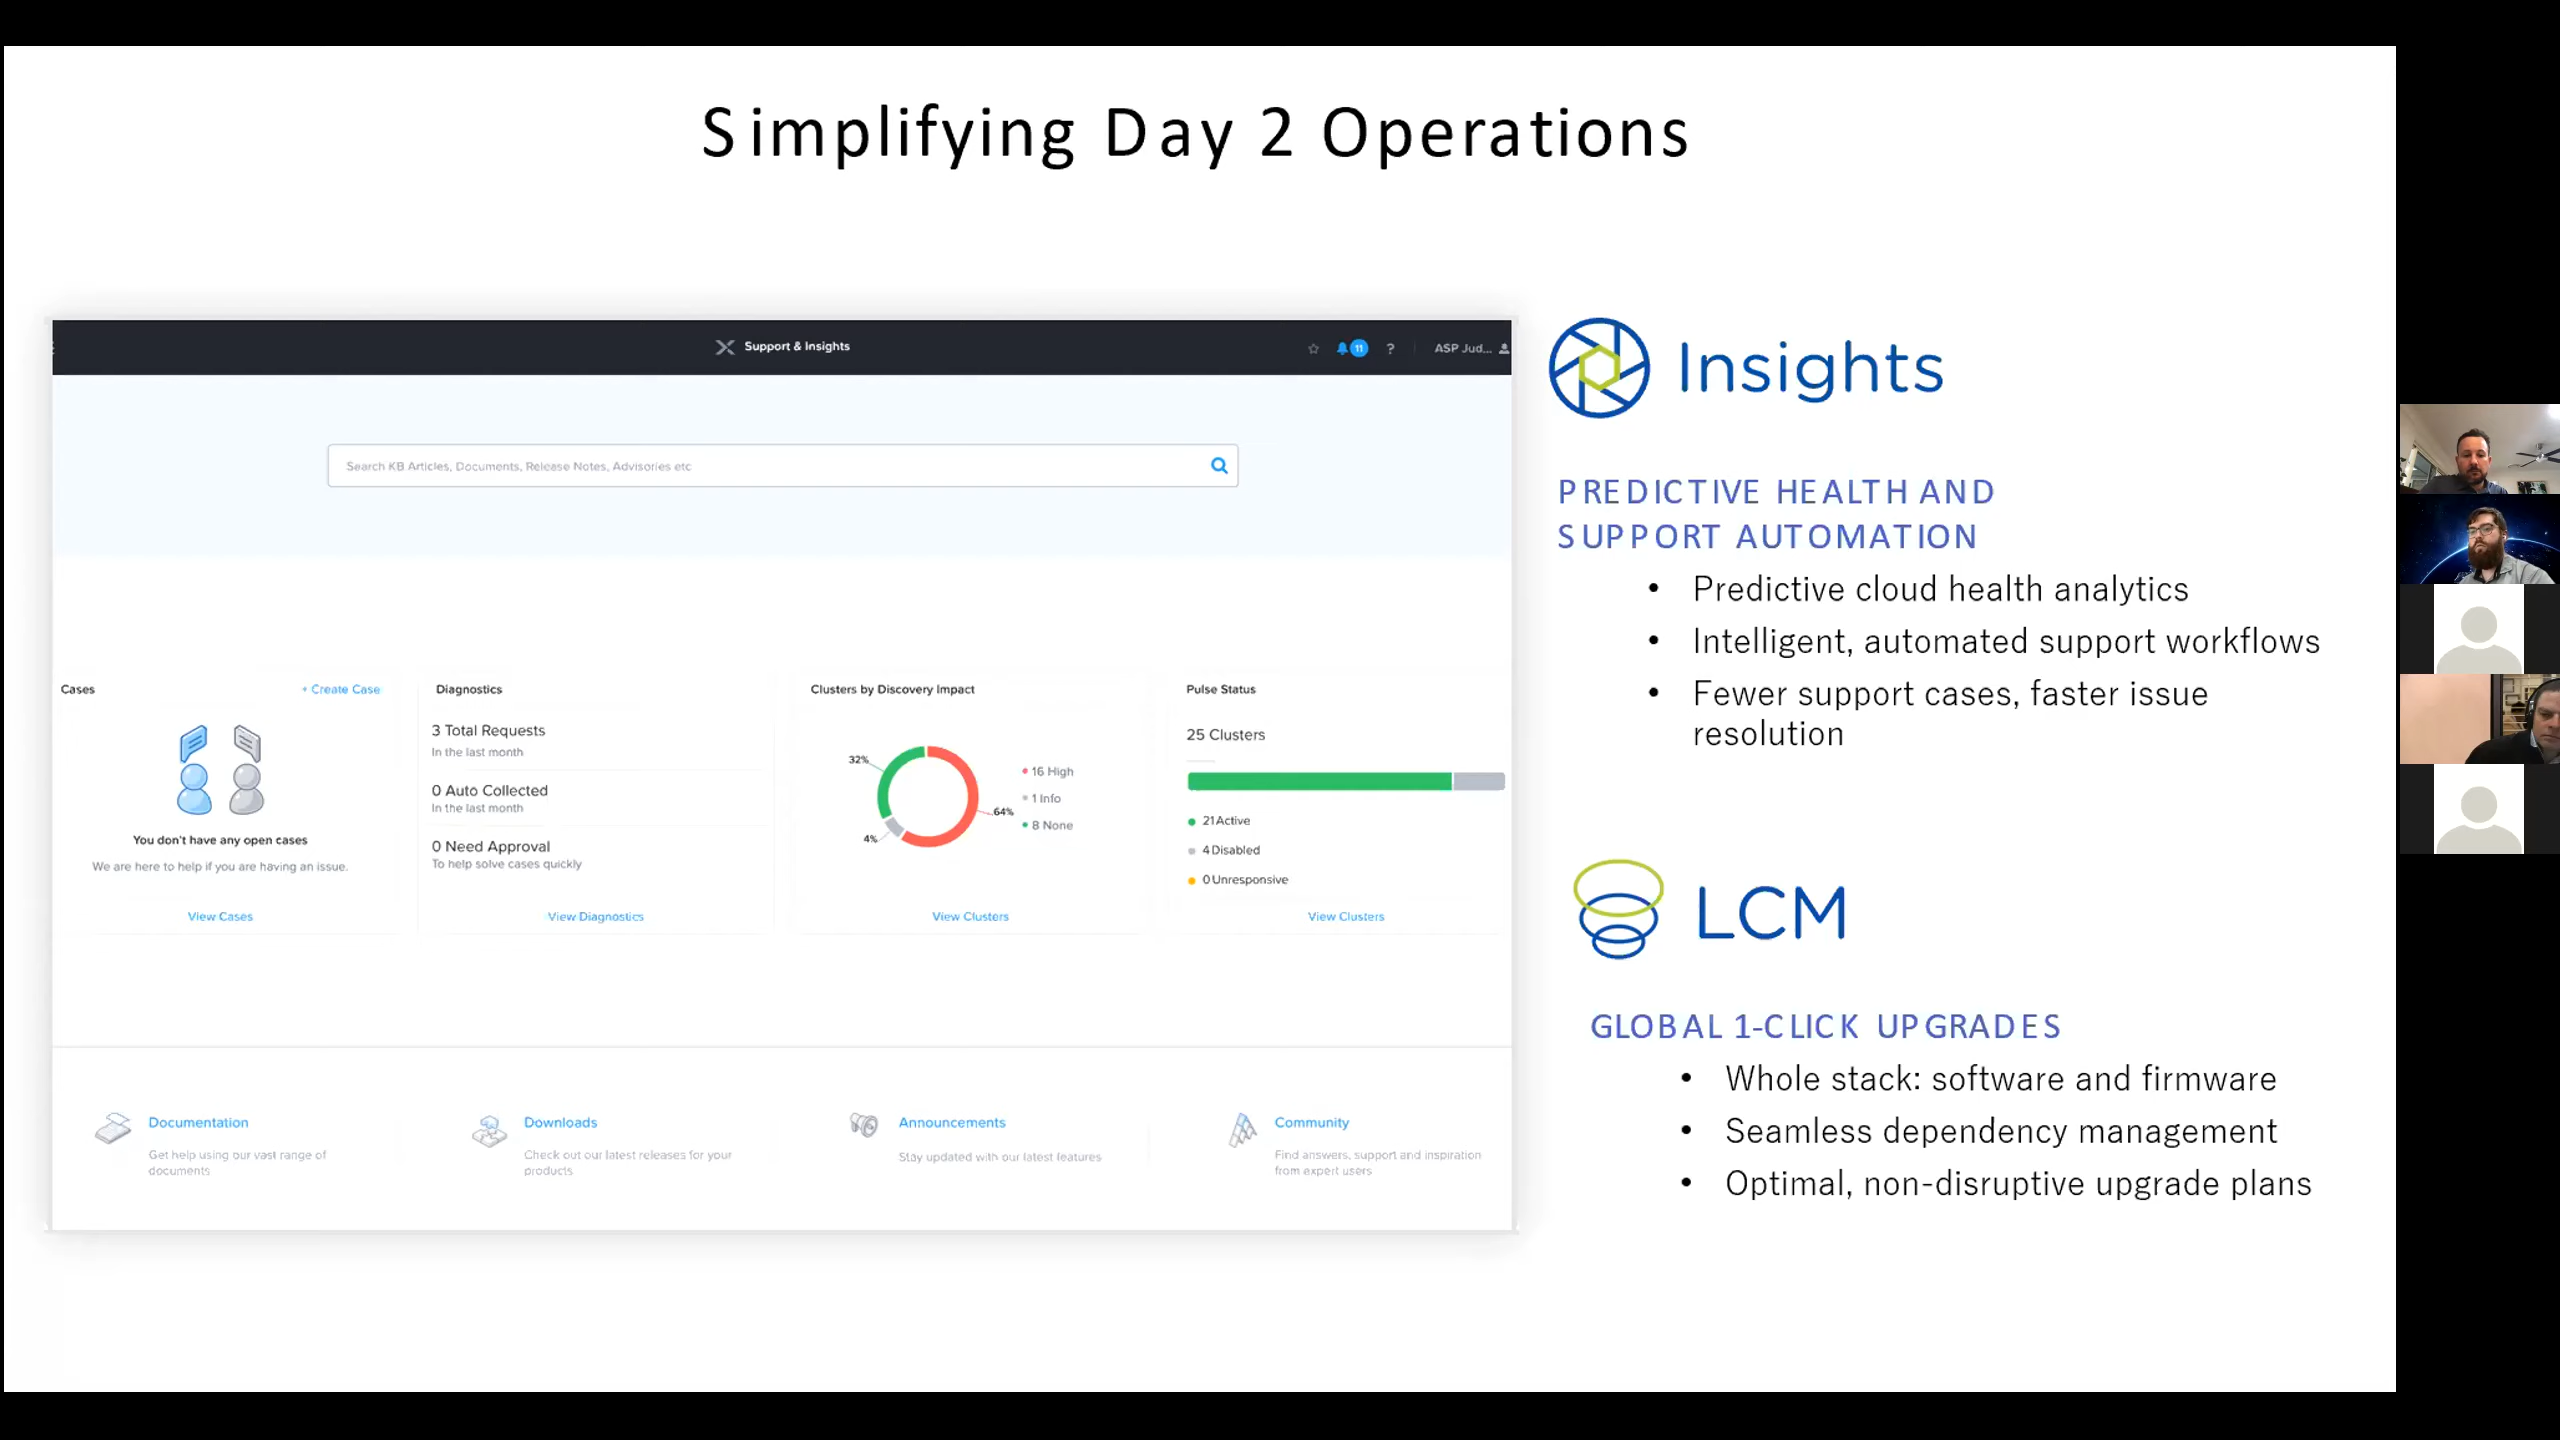 Simplifying Day 2 Operations
Support & Insights
11
?
ASP Jud...
Search KB Articles, Documents, Release Notes, Advisories etc
Cases
+ Create Case
You don't have any open cases
We are here to help if you are having an issue.
View Cases
Diagnostics
3 Total Requests
In the last month
0 Auto Collected
In the last month
0 Need Approval
To help solve cases quickly
View Diagnostics
Clusters by Discovery Impact
32%
64%
4%
16 High
1 Info
8 None
View Clusters
Pulse Status
25 Clusters
21 Active
4 Disabled
0 Unresponsive
View Clusters
Documentation
Get help using our vast range of
documents
Downloads
Check out our latest releases for your
products
Announcements
Stay updated with our latest features
Community
Find answers, support and inspiration
from expert users
Insights
PREDICTIVE HEALTH AND
SUPPORT AUTOMATION
• Predictive cloud health analytics
• Intelligent, automated support workflows
• Fewer support cases, faster issue
resolution
LCM
GLOBAL 1-CLICK UPGRADES
• Whole stack: software and firmware
• Seamless dependency management
• Optimal, non-disruptive upgrade plans